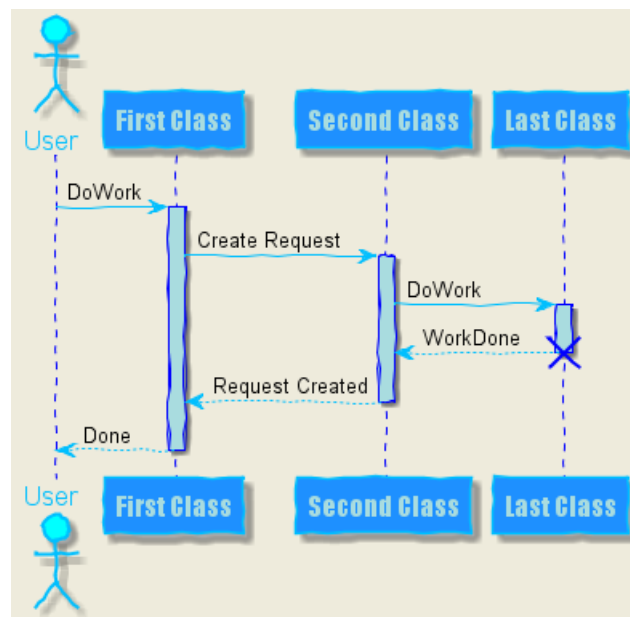 User
First Class
Second Class
Last Class
DoWork
Create Request
DoWork
WorkDone
Request Created
Done
User
First Class
Second Class
Last Class